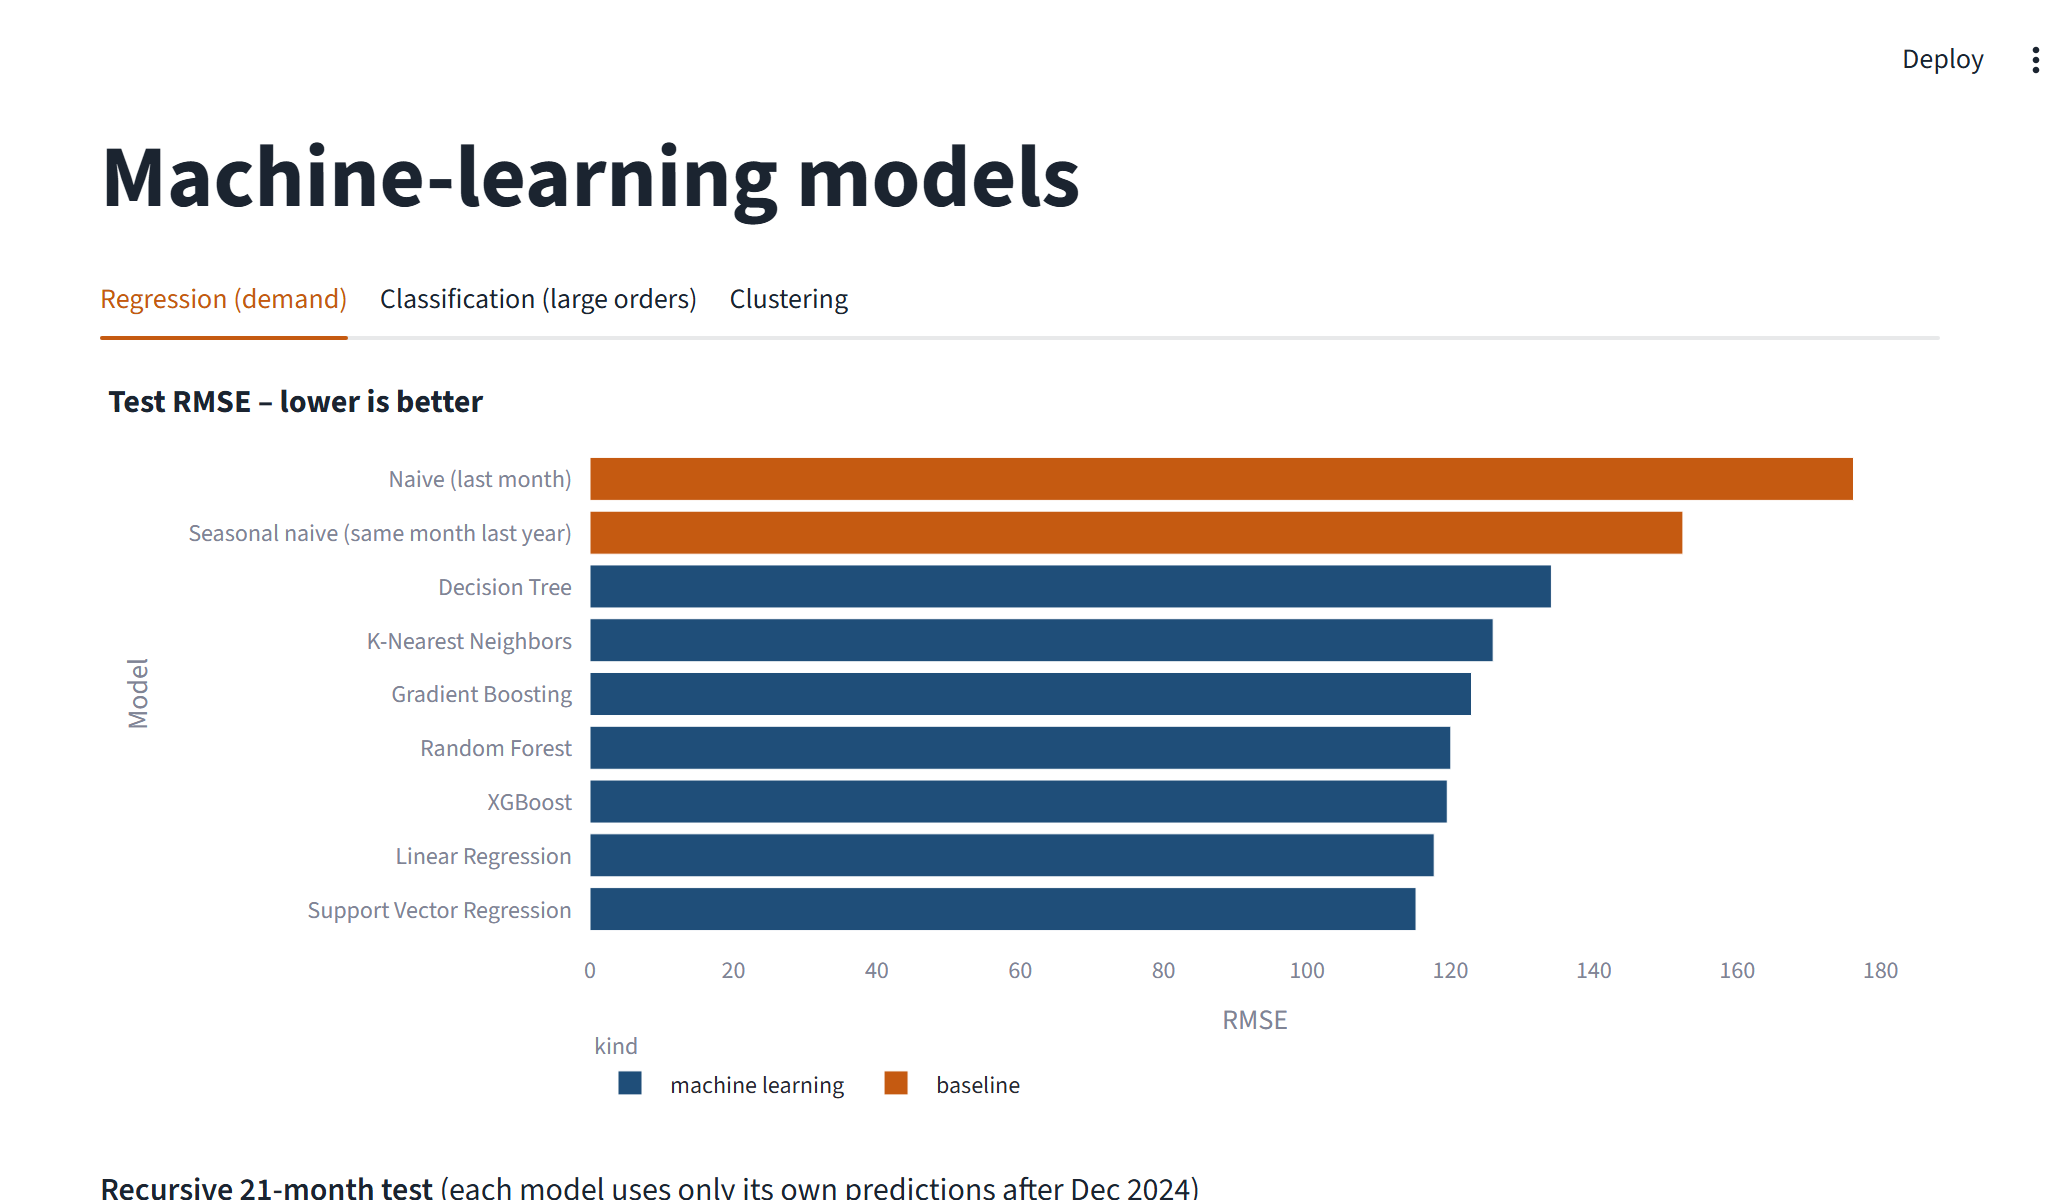 Deploy
Machine-learning models
Regression (demand) Classification (large orders) Clustering
Test RMSE – lower is better
Naive (last month)
Seasonal naive (same month last year)
Decision Tree
K-Nearest Neighbors
Gradient Boosting
Random Forest
XGBoost
Linear Regression
Support Vector Regression
Model
0 20 40 60 80 100 120 140 160 180
RMSE
kind
machine learning baseline
Recursive 21-month test (each model uses only its own predictions after Dec 2024)